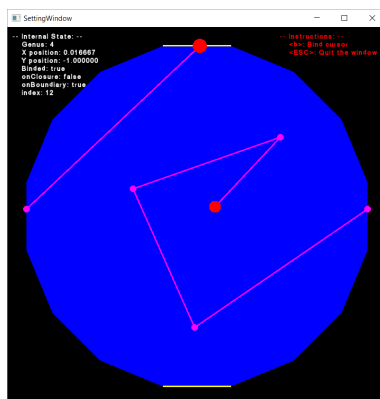 SettingWindow
-- Internal State: --
Genus: 4
X position: 0.016667
Y position: -1.000000
Binded: true
onClosure: false
onBoundary: true
index: 12
-- Instructions: --
<b>: Bind cursor
<ESC>: Quit the window